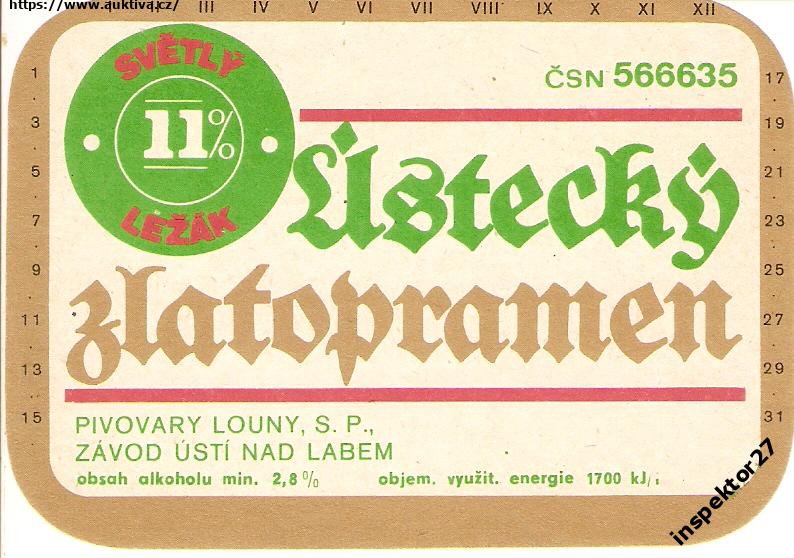 https://www.auktiva.cz/
III IV V VI VII VIII IX X XI XII
SVĚTLÝ
11%
LEŽÁK
ČSN 566635
Ústecký
zlatopramen
PIVOVARY LOUNY, S. P.,
ZÁVOD ÚSTÍ NAD LABEM
obsah alkoholu min. 2,8% objem. využit. energie 1700 kJ/
1
3
5
7
9
11
13
15
17
19
21
23
25
27
29
31
inspektor27